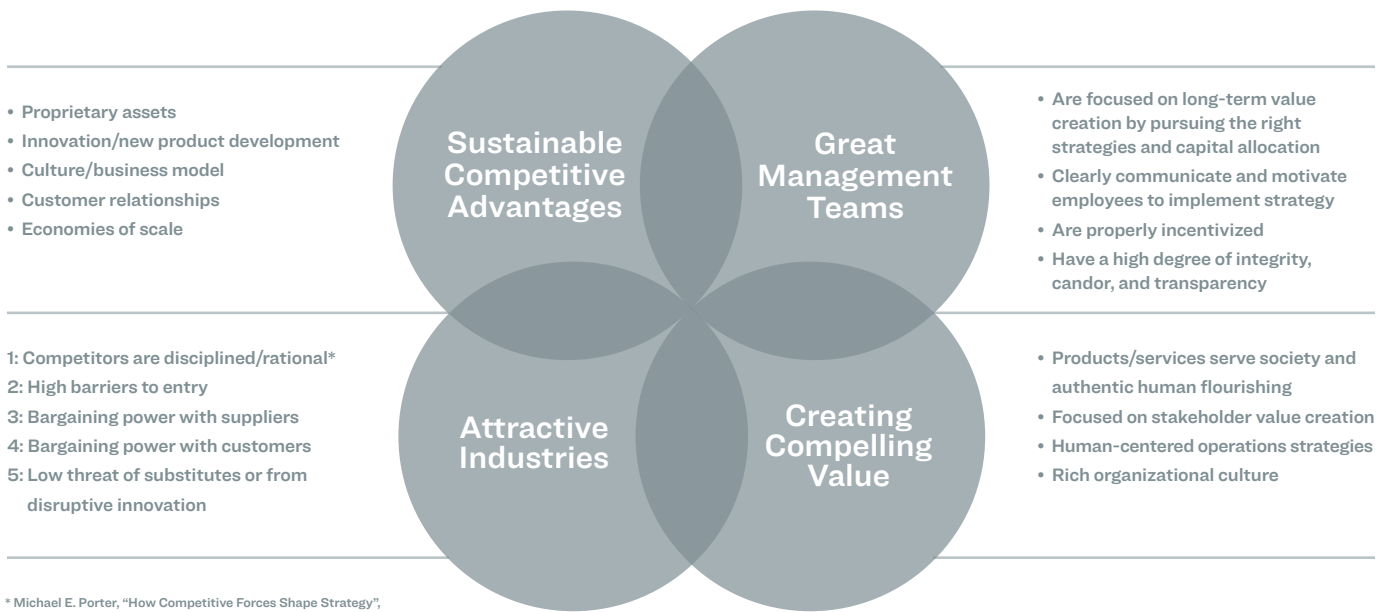 Sustainable
Competitive
Advantages
• Proprietary assets
• Innovation/new product development
• Culture/business model
• Customer relationships
• Economies of scale
Great
Management
Teams
• Are focused on long-term value
creation by pursuing the right
strategies and capital allocation
• Clearly communicate and motivate
employees to implement strategy
• Are properly incentivized
• Have a high degree of integrity,
candor, and transparency
Attractive
Industries
1: Competitors are disciplined/rational*
2: High barriers to entry
3: Bargaining power with suppliers
4: Bargaining power with customers
5: Low threat of substitutes or from
disruptive innovation
Creating
Compelling
Value
• Products/services serve society and
authentic human flourishing
• Focused on stakeholder value creation
• Human-centered operations strategies
• Rich organizational culture
* Michael E. Porter, “How Competitive Forces Shape Strategy”,